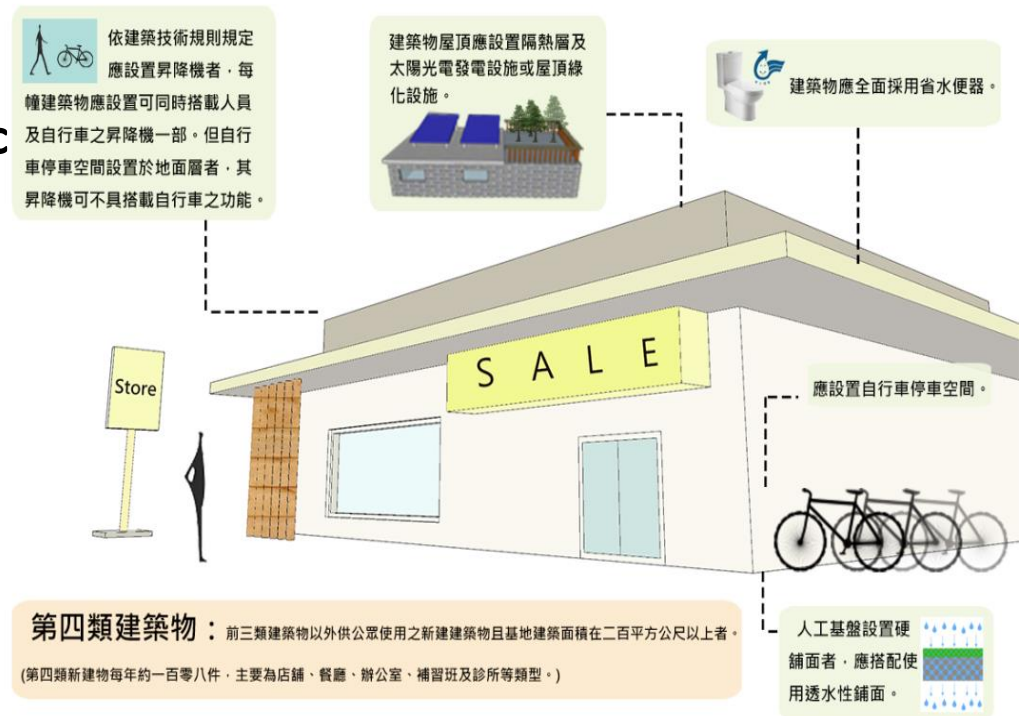 依建築技術規則規定
應設置昇降機者，每
幢建築物應設置可同時搭載人員
及自行車之昇降機一部。但自行
車停車空間設置於地面層者，其
昇降機可不具搭載自行車之功能。
建築物屋頂應設置隔熱層及
太陽光電發電設施或屋頂綠
化設施。
建築物應全面採用省水便器。
SALE
Store
應設置自行車停車空間。
第四類建築物：前三類建築物以外供公眾使用之新建建築物且基地建築面積在二百平方公尺以上者。
(第四類新建物每年約一百零八件，主要為店舖、餐廳、辦公室、補習班及診所等類型。)
人工基盤設置硬
鋪面者，應搭配使
用透水性鋪面。